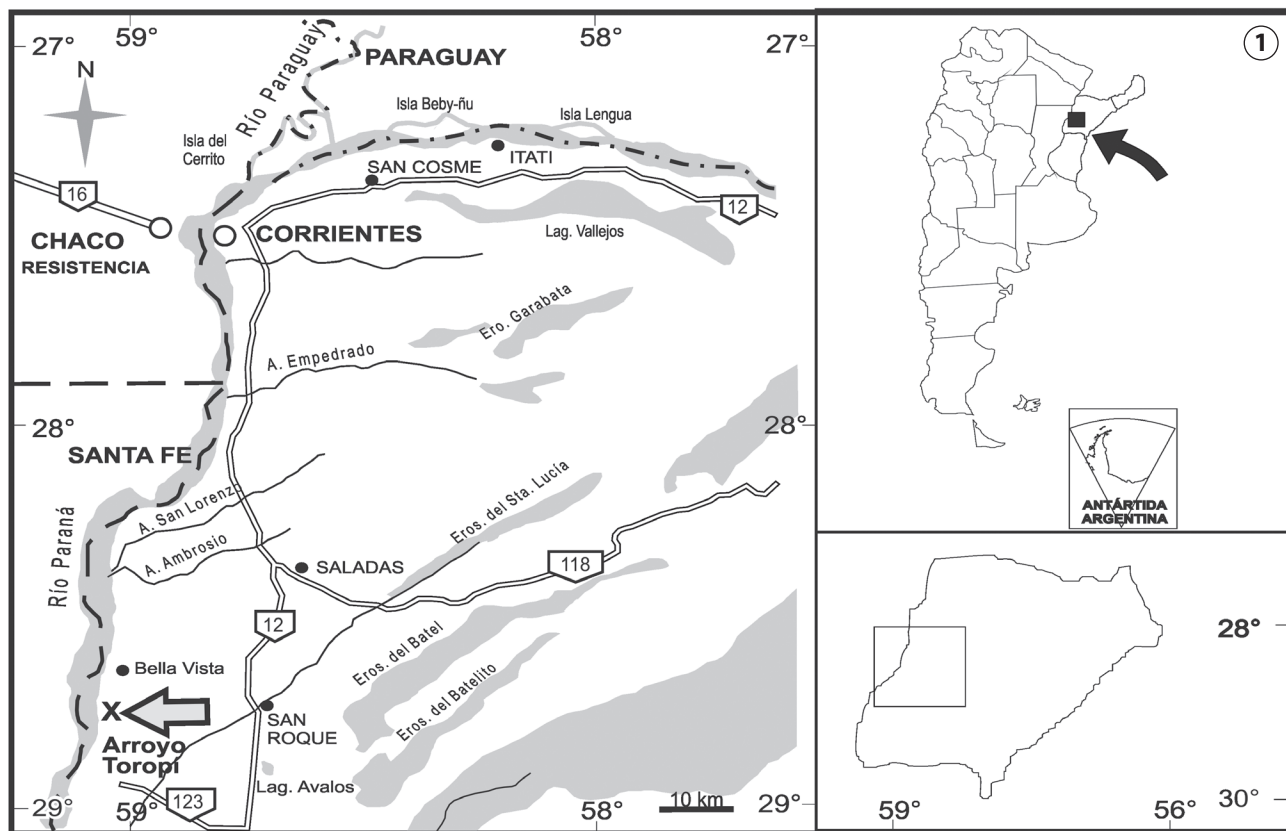 59°
58°
27°
27°
N
PARAGUAY
Río Paraguay
Isla Beby-ñu
Isla Lengua
Isla del
Cerrito
ITATI
SAN COSME
16
12
CHACO
RESISTENCIA
CORRIENTES
Lag. Vallejos
Ero. Garabata
A. Empedrado
28°
28°
SANTA FE
A. San Lorenzo
Eros. del Sta. Lucía
A. Ambrosio
Río Paraná
SALADAS
118
12
Eros. del Batel
Bella Vista
Eros. del Batelito
X
SAN
ROQUE
Arroyo
Toropí
Lag. Avalos
123
10 km
29°
59°
58°
29°
1
ANTÁRTIDA
ARGENTINA
28°
30°
59°
56°